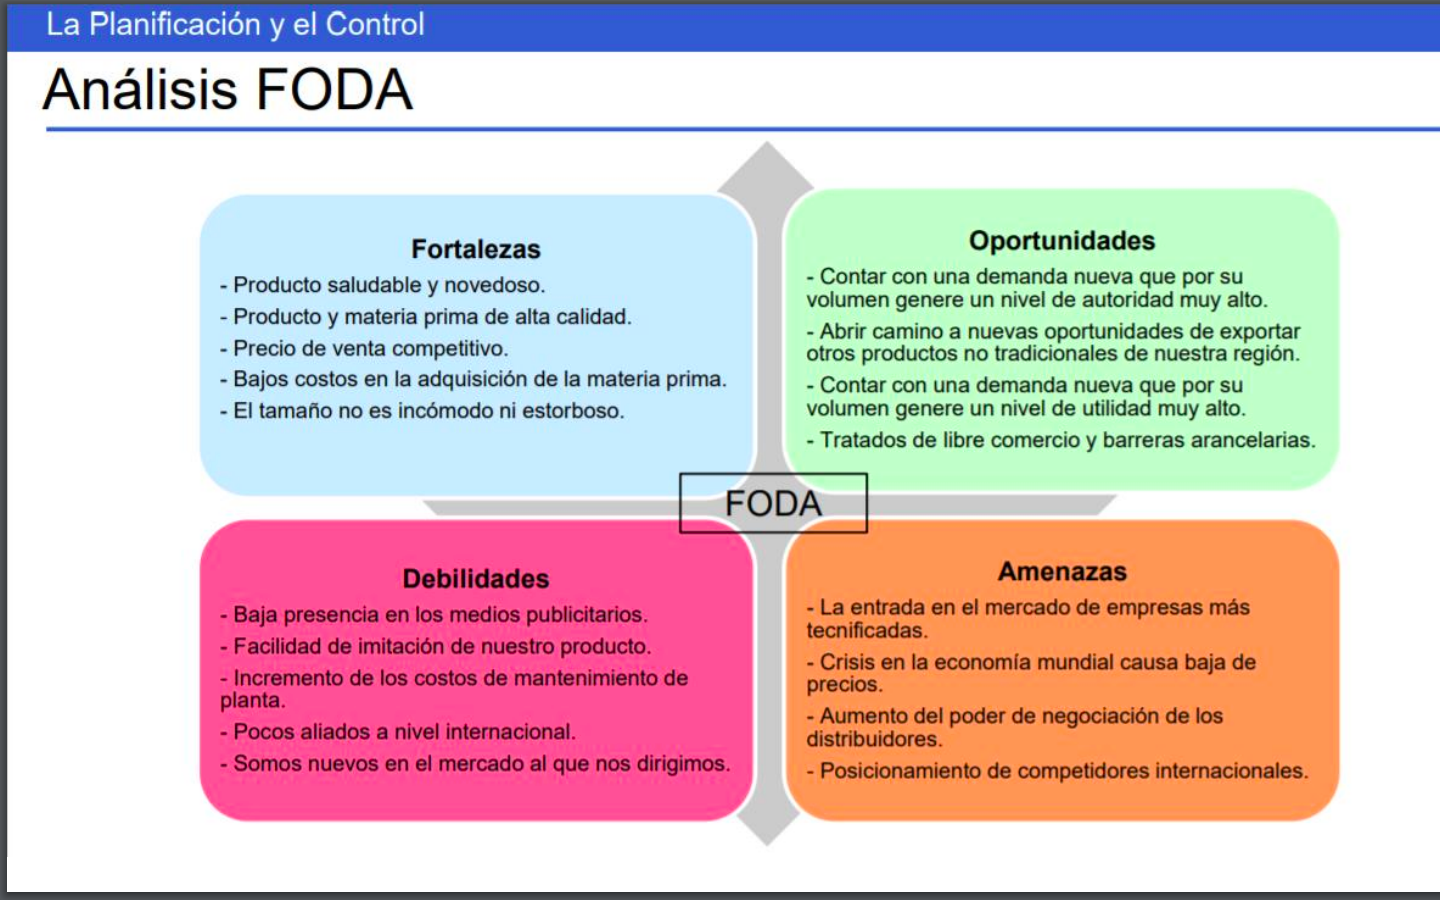 La Planificación y el Control
Análisis FODA
Fortalezas
- Producto saludable y novedoso.
- Producto y materia prima de alta calidad.
- Precio de venta competitivo.
- Bajos costos en la adquisición de la materia prima.
- El tamaño no es incómodo ni estorboso.
Oportunidades
- Contar con una demanda nueva que por su
volumen genere un nivel de autoridad muy alto.
- Abrir camino a nuevas oportunidades de exportar
otros productos no tradicionales de nuestra región.
- Contar con una demanda nueva que por su
volumen genere un nivel de utilidad muy alto.
- Tratados de libre comercio y barreras arancelarias.
FODA
Debilidades
- Baja presencia en los medios publicitarios.
- Facilidad de imitación de nuestro producto.
- Incremento de los costos de mantenimiento de
planta.
- Pocos aliados a nivel internacional.
- Somos nuevos en el mercado al que nos dirigimos.
Amenazas
- La entrada en el mercado de empresas más
tecnificadas.
- Crisis en la economía mundial causa baja de
precios.
- Aumento del poder de negociación de los
distribuidores.
- Posicionamiento de competidores internacionales.